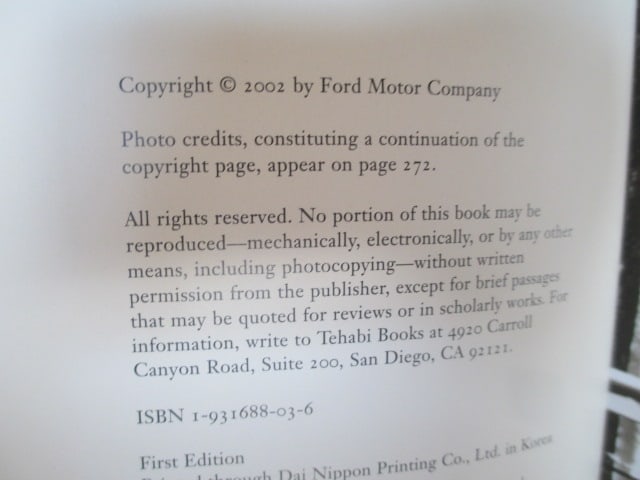 Copyright © 2002 by Ford Motor Company
Photo credits, constituting a continuation of the
copyright page, appear on page 272.
All rights reserved. No portion of this book may be
reproduced—mechanically, electronically, or by any other
means, including photocopying—without written
permission from the publisher, except for brief passages
that may be quoted for reviews or in scholarly works. For
information, write to Tehabi Books at 4920 Carroll
Canyon Road, Suite 200, San Diego, CA 92121.
ISBN 1-931688-03-6
First Edition
through Dai Nippon Printing Co., Ltd. in Korea